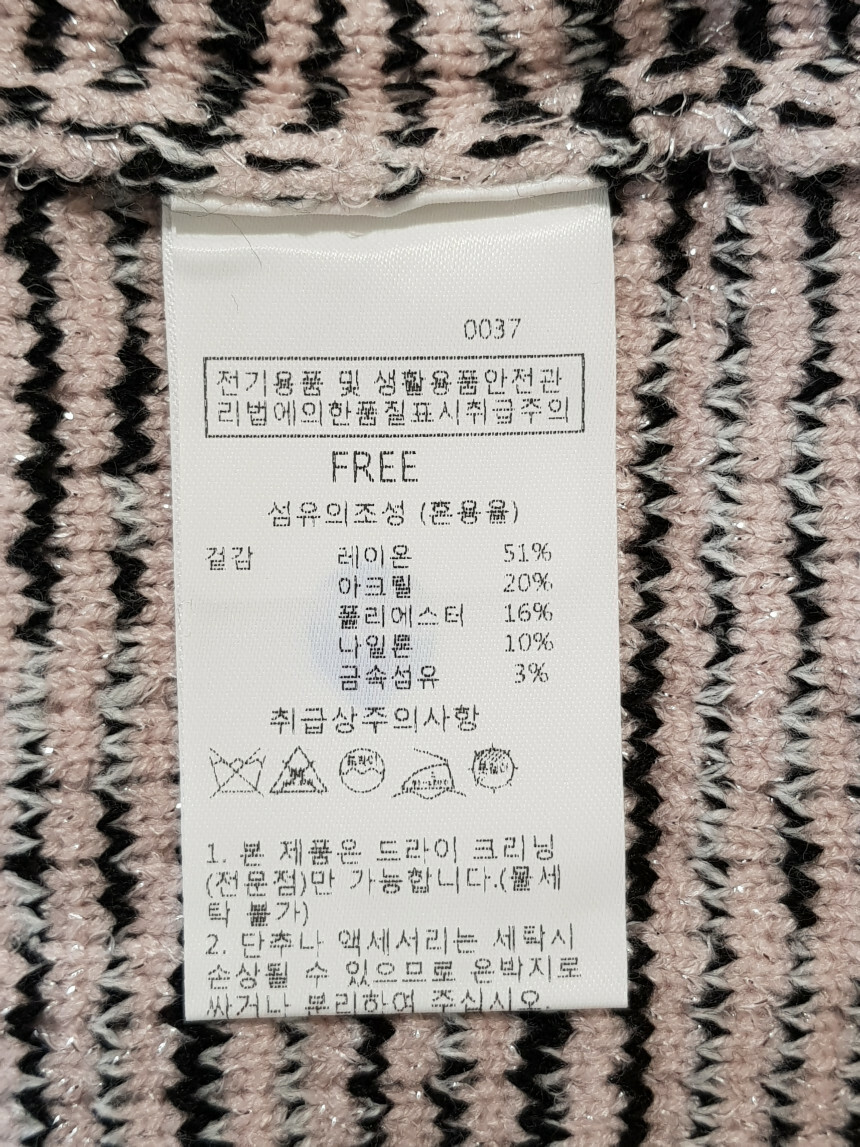 0037
전기용품 및 생활용품안전관
리법에의한품질표시취급주의
FREE
섬유의조성 (혼용율)
겉감 레이온 51%
아크릴 20%
폴리에스터 16%
나일론 10%
금속섬유 3%
취급상주의사항
드라이
1. 본 제품은 드라이 크리닝
(전문점)만 가능합니다.(물세
탁 불가)
2. 단추나 액세서리는 세탁시
손상될 수 있으므로 은박지로
싸거나 분리하여 주십시오.